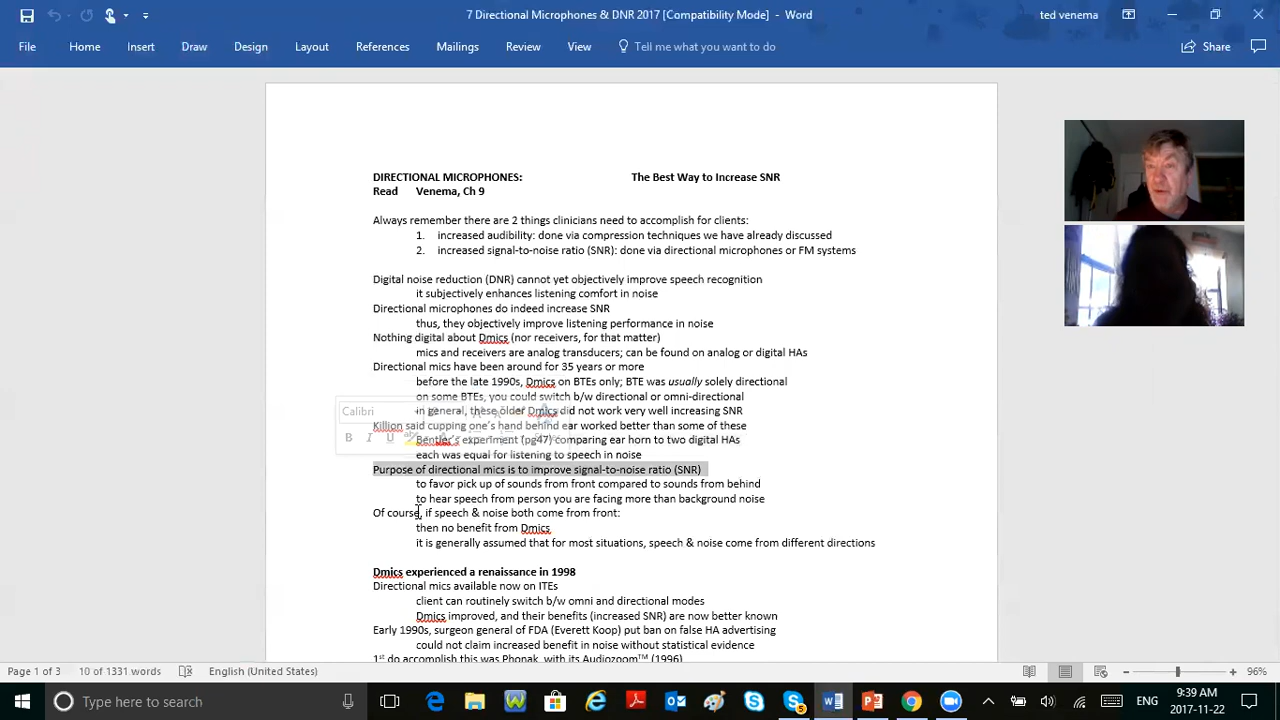 7 Directional Microphones & DNR 2017 [Compatibility Mode] - Word
ted venema
File Home Insert Draw Design Layout References Mailings Review View Tell me what you want to do Share
DIRECTIONAL MICROPHONES: The Best Way to Increase SNR
Read Venema, Ch 9
Always remember there are 2 things clinicians need to accomplish for clients:
1. increased audibility: done via compression techniques we have already discussed
2. increased signal-to-noise ratio (SNR): done via directional microphones or FM systems
Digital noise reduction (DNR) cannot yet objectively improve speech recognition
it subjectively enhances listening comfort in noise
Directional microphones do indeed increase SNR
thus, they objectively improve listening performance in noise
Nothing digital about Dmics (nor receivers, for that matter)
mics and receivers are analog transducers; can be found on analog or digital HAs
Directional mics have been around for 35 years or more
before the late 1990s, Dmics on BTEs only; BTE was usually solely directional
on some BTEs, you could switch b/w directional or omni-directional
in general, these older Dmics did not work very well increasing SNR
Calibri
Killion said cupping one's hand behind ear worked better than some of these
B I U
Bentler's experiment (pg47) comparing ear horn to two digital HAs
each was equal for listening to speech in noise
Purpose of directional mics is to improve signal-to-noise ratio (SNR)
to favor pick up of sounds from front compared to sounds from behind
to hear speech from person you are facing more than background noise
Of course, if speech & noise both come from front:
then no benefit from Dmics
it is generally assumed that for most situations, speech & noise come from different directions
Dmics experienced a renaissance in 1998
Directional mics available now on ITEs
client can routinely switch b/w omni and directional modes
Dmics improved, and their benefits (increased SNR) are now better known
Early 1990s, surgeon general of FDA (Everett Koop) put ban on false HA advertising
could not claim increased benefit in noise without statistical evidence
1st do accomplish this was Phonak, with its AudiozoomTM (1996)
Page 1 of 3 10 of 1331 words English (United States) 96%
Type here to search
ENG
9:39 AM
2017-11-22